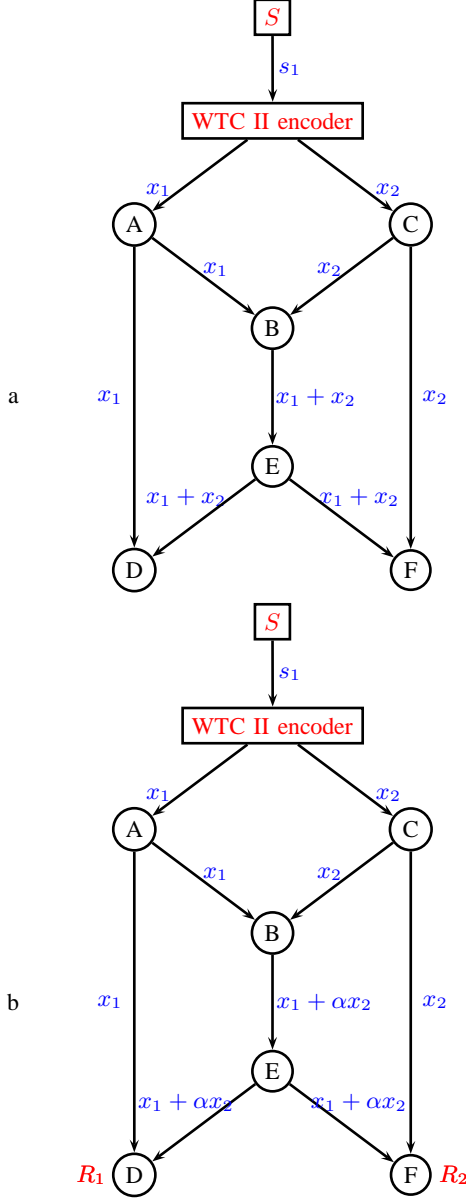 S
s₁
WTC II encoder
x₁ x₂
A C
x₁ x₂
B
a x₁ x₁ + x₂ x₂
E
x₁ + x₂ x₁ + x₂
D F
S
s₁
WTC II encoder
x₁ x₂
A C
x₁ x₂
B
b x₁ x₁ + αx₂ x₂
E
x₁ + αx₂ x₁ + αx₂
R₁ D F R₂